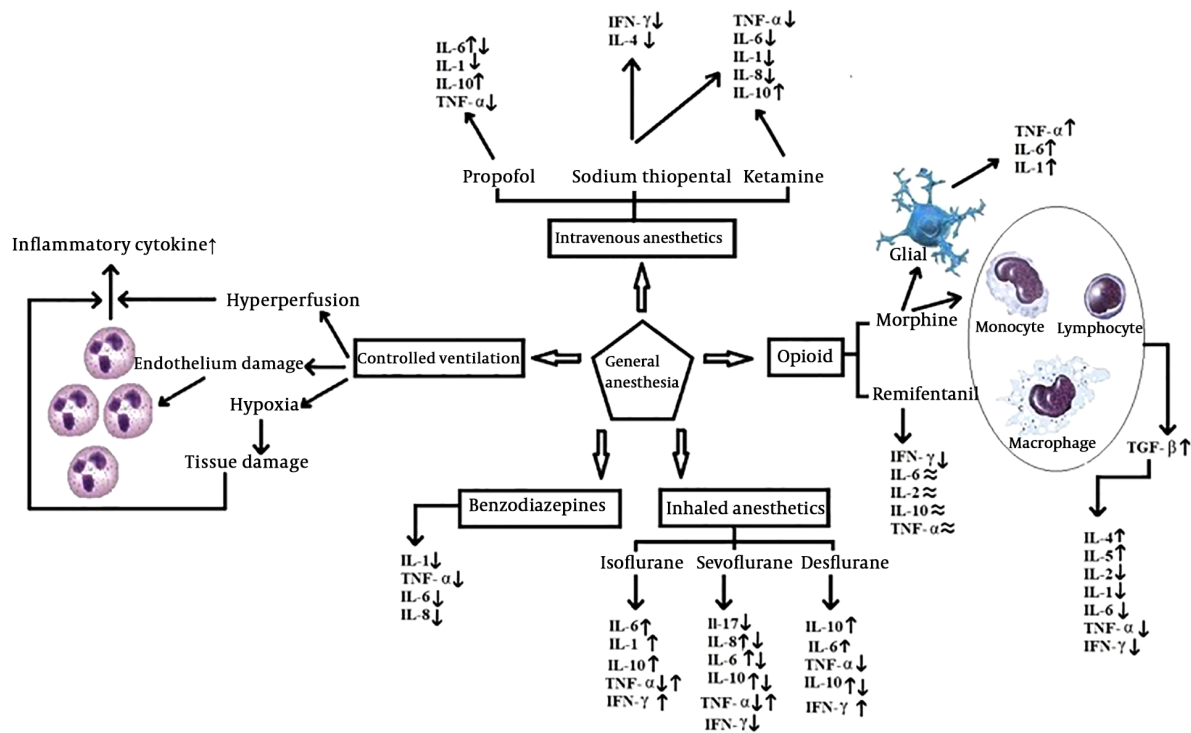 IL-6↑↓
IL-1↓
IL-10↑
TNF-α↓
IFN-γ↓
IL-4↓
TNF-α↓
IL-6↓
IL-1↓
IL-8↓
IL-10↑
Propofol
Sodium thiopental
Ketamine
Intravenous anesthetics
TNF-α↑
IL-6↑
IL-1↑
Glial
Inflammatory cytokine↑
Hyperperfusion
Endothelium damage
Hypoxia
Tissue damage
Controlled ventilation
General
anesthesia
Opioid
Morphine
Remifentanil
Monocyte
Lymphocyte
Macrophage
IFN-γ↓
IL-6≈
IL-2≈
IL-10≈
TNF-α≈
TGF-β↑
IL-4↑
IL-5↑
IL-2↓
IL-1↓
IL-6↓
TNF-α↓
IFN-γ↓
Benzodiazepines
IL-1↓
TNF-α↓
IL-6↓
IL-8↓
Inhaled anesthetics
Isoflurane
Sevoflurane
Desflurane
IL-6↑
IL-1↑
IL-10↑
TNF-α↓↑
IFN-γ↑
Il-17↓
IL-8↑↓
IL-6↑↓
IL-10↑↓
TNF-α↓↑
IFN-γ↓
IL-10↑
IL-6↑
TNF-α↓
IL-10↑↓
IFN-γ↑